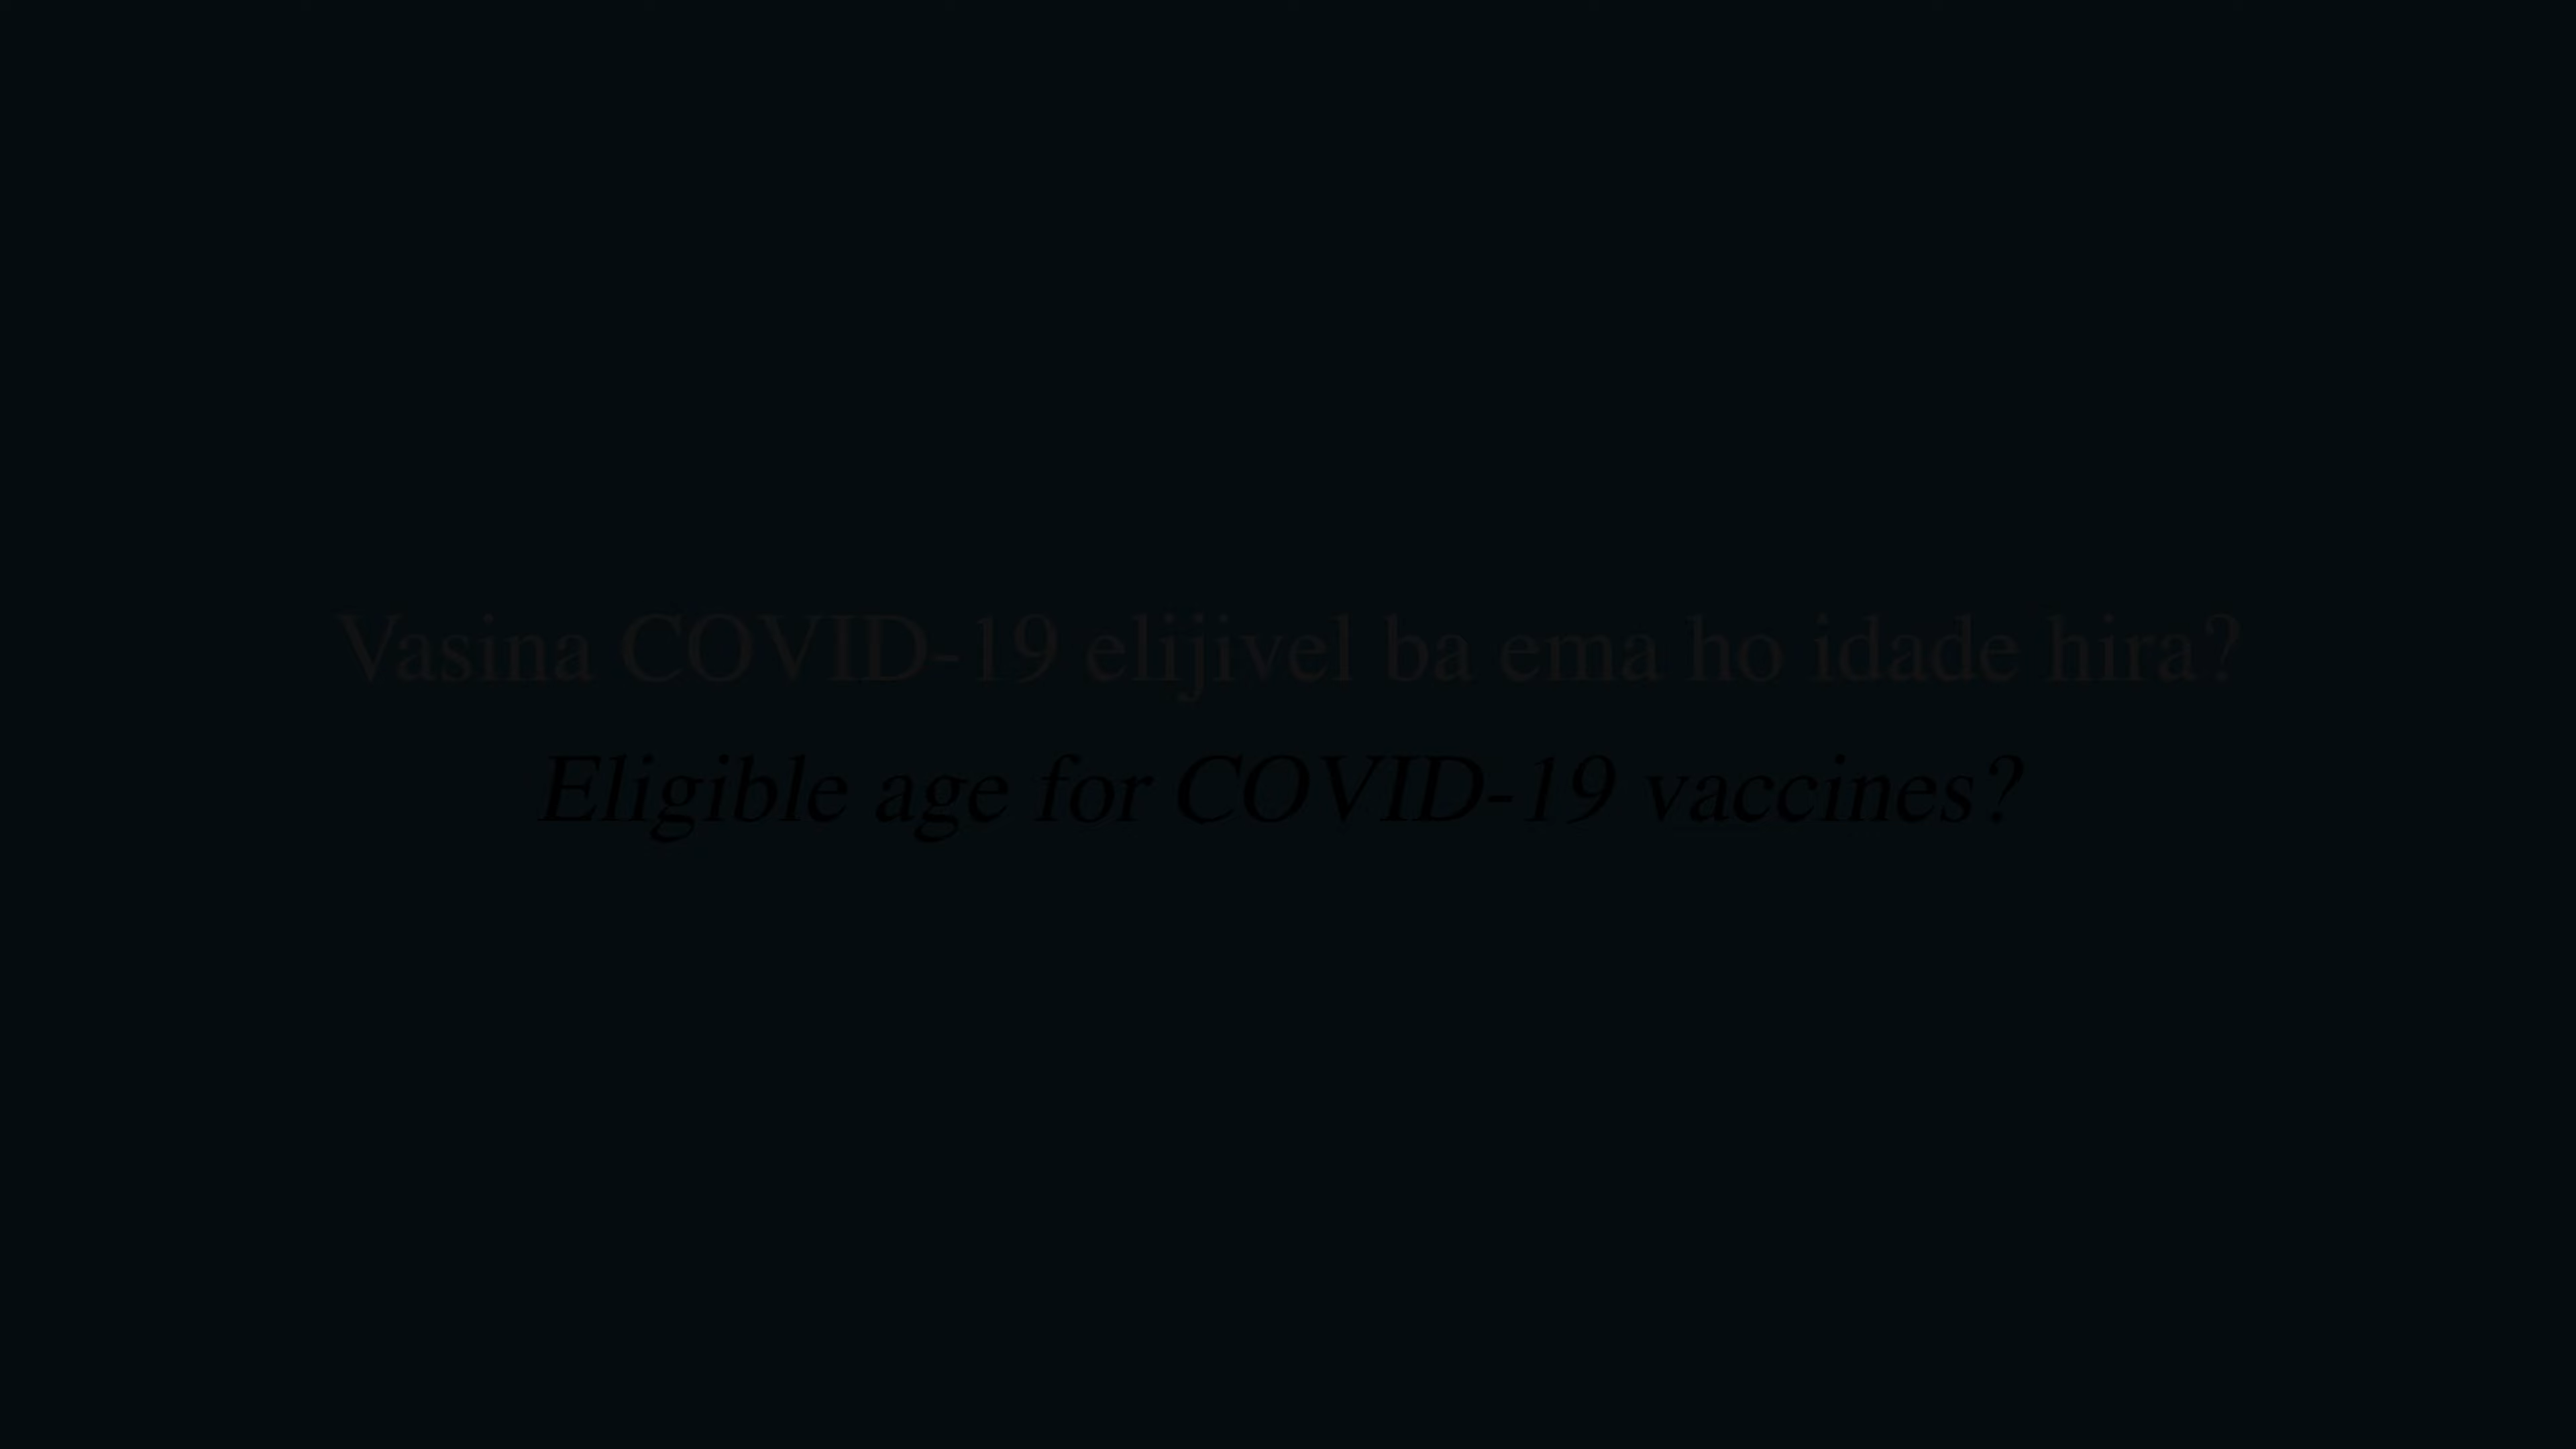 Vasina COVID-19 elijivel ba ema ho idade hira?
Eligible age for COVID-19 vaccines?